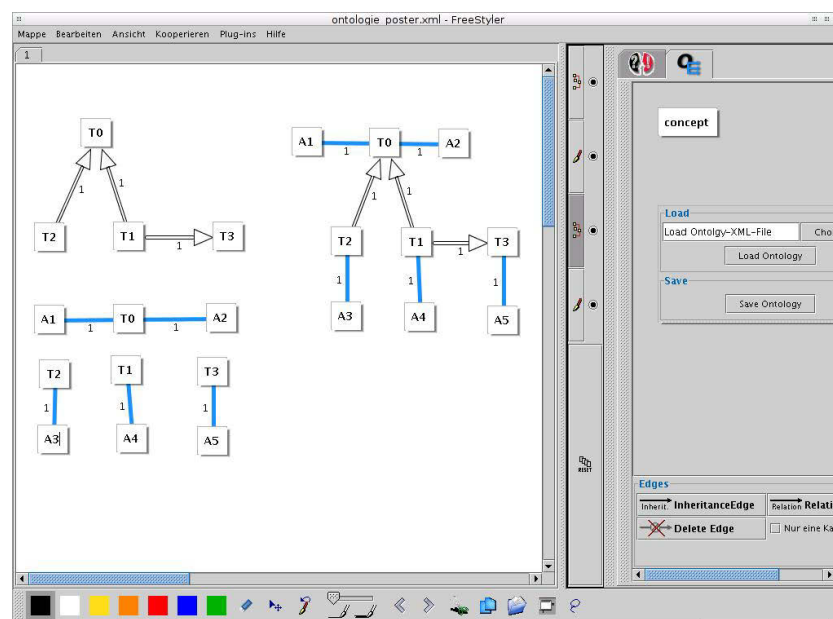 ontologie_poster.xml - FreeStyler
Mappe Bearbeiten Ansicht Kooperieren Plug-ins Hilfe
1
T0
1 1
T2 T1 T3
1
A1 T0 A2
1 1
T2 T1 T3
1 1 1
A3 A4 A5
A1 T0 A2
1 1
1 1
T2 T1 T3
1
1 1 1
A3 A4 A5
RESET
concept
Load
Load Ontolgy-XML-File Cho
Load Ontology
Save
Save Ontology
Edges
Inherit. InheritanceEdge Relation Relati
Delete Edge Nur eine Ka